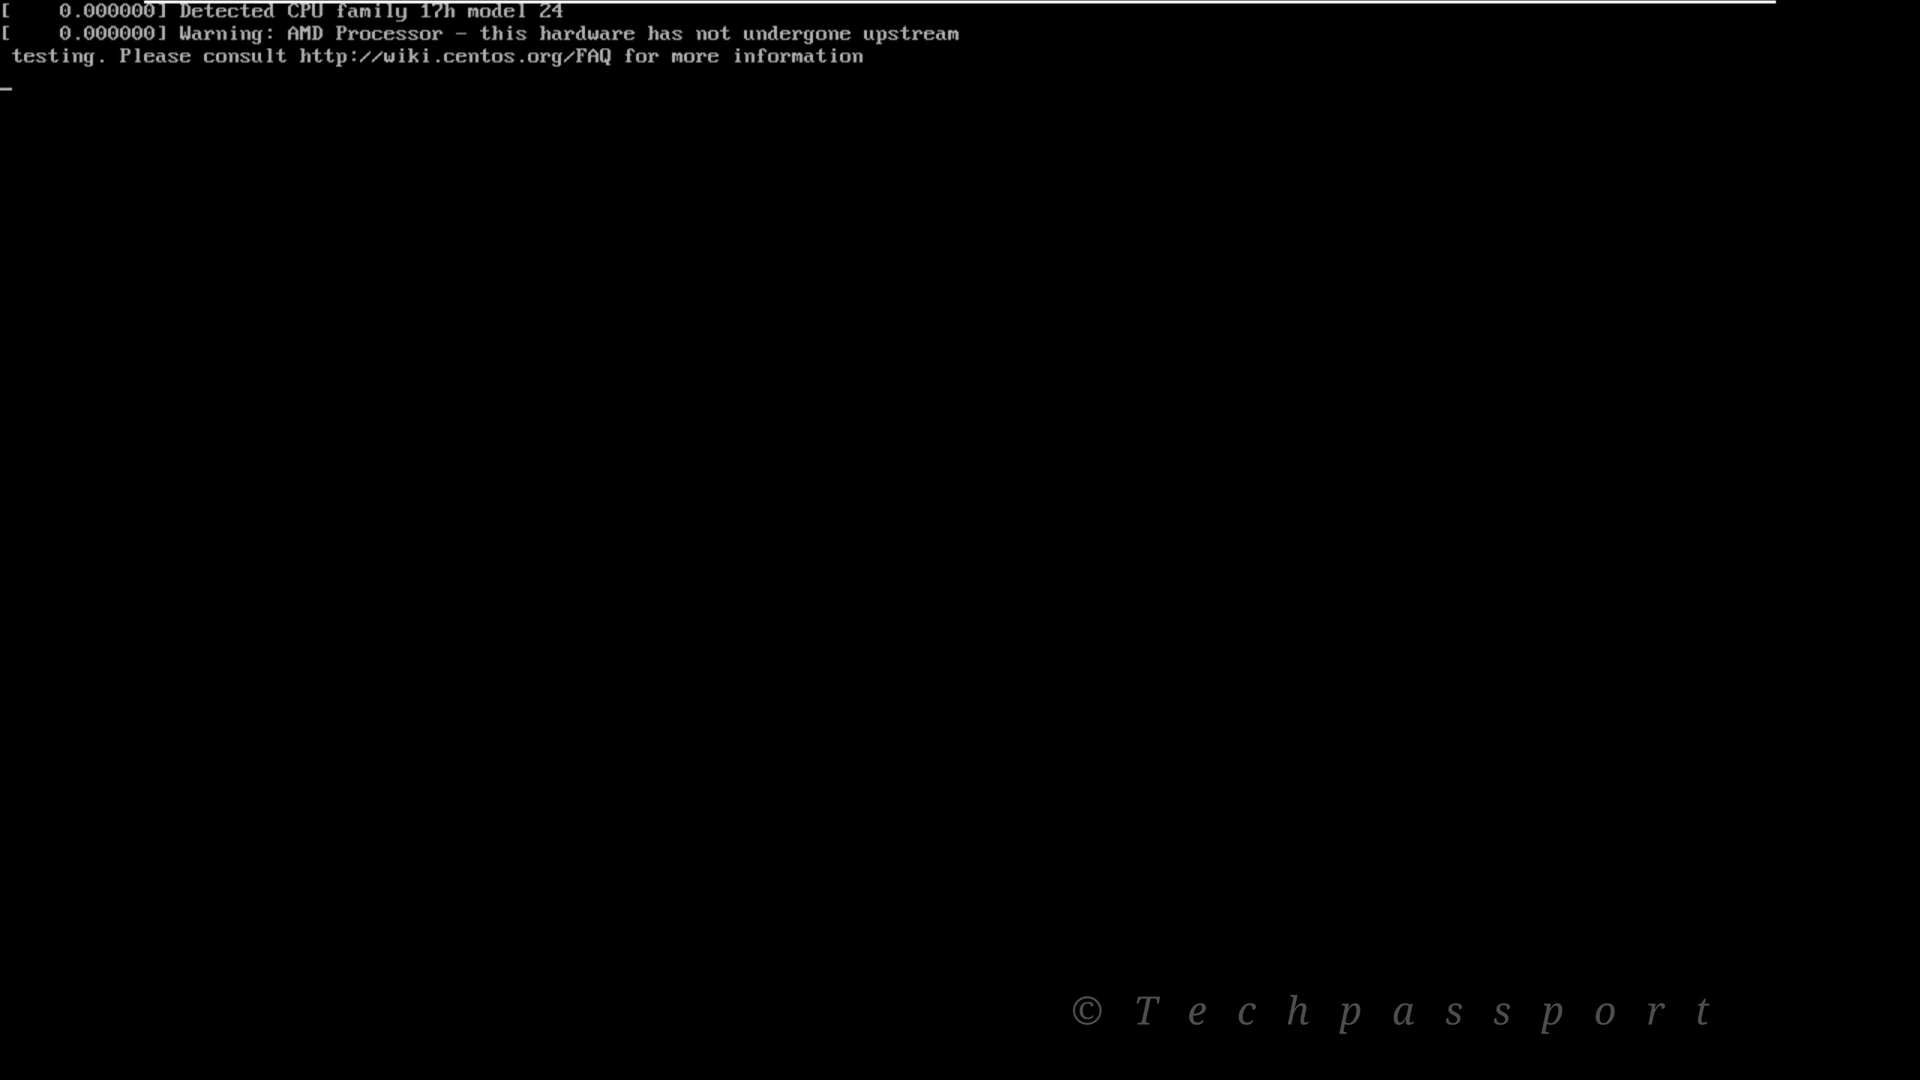 [    0.000000] Detected CPU family 17h model 24
[    0.000000] Warning: AMD Processor - this hardware has not undergone upstream
 testing. Please consult http://wiki.centos.org/FAQ for more information
© Techpassport